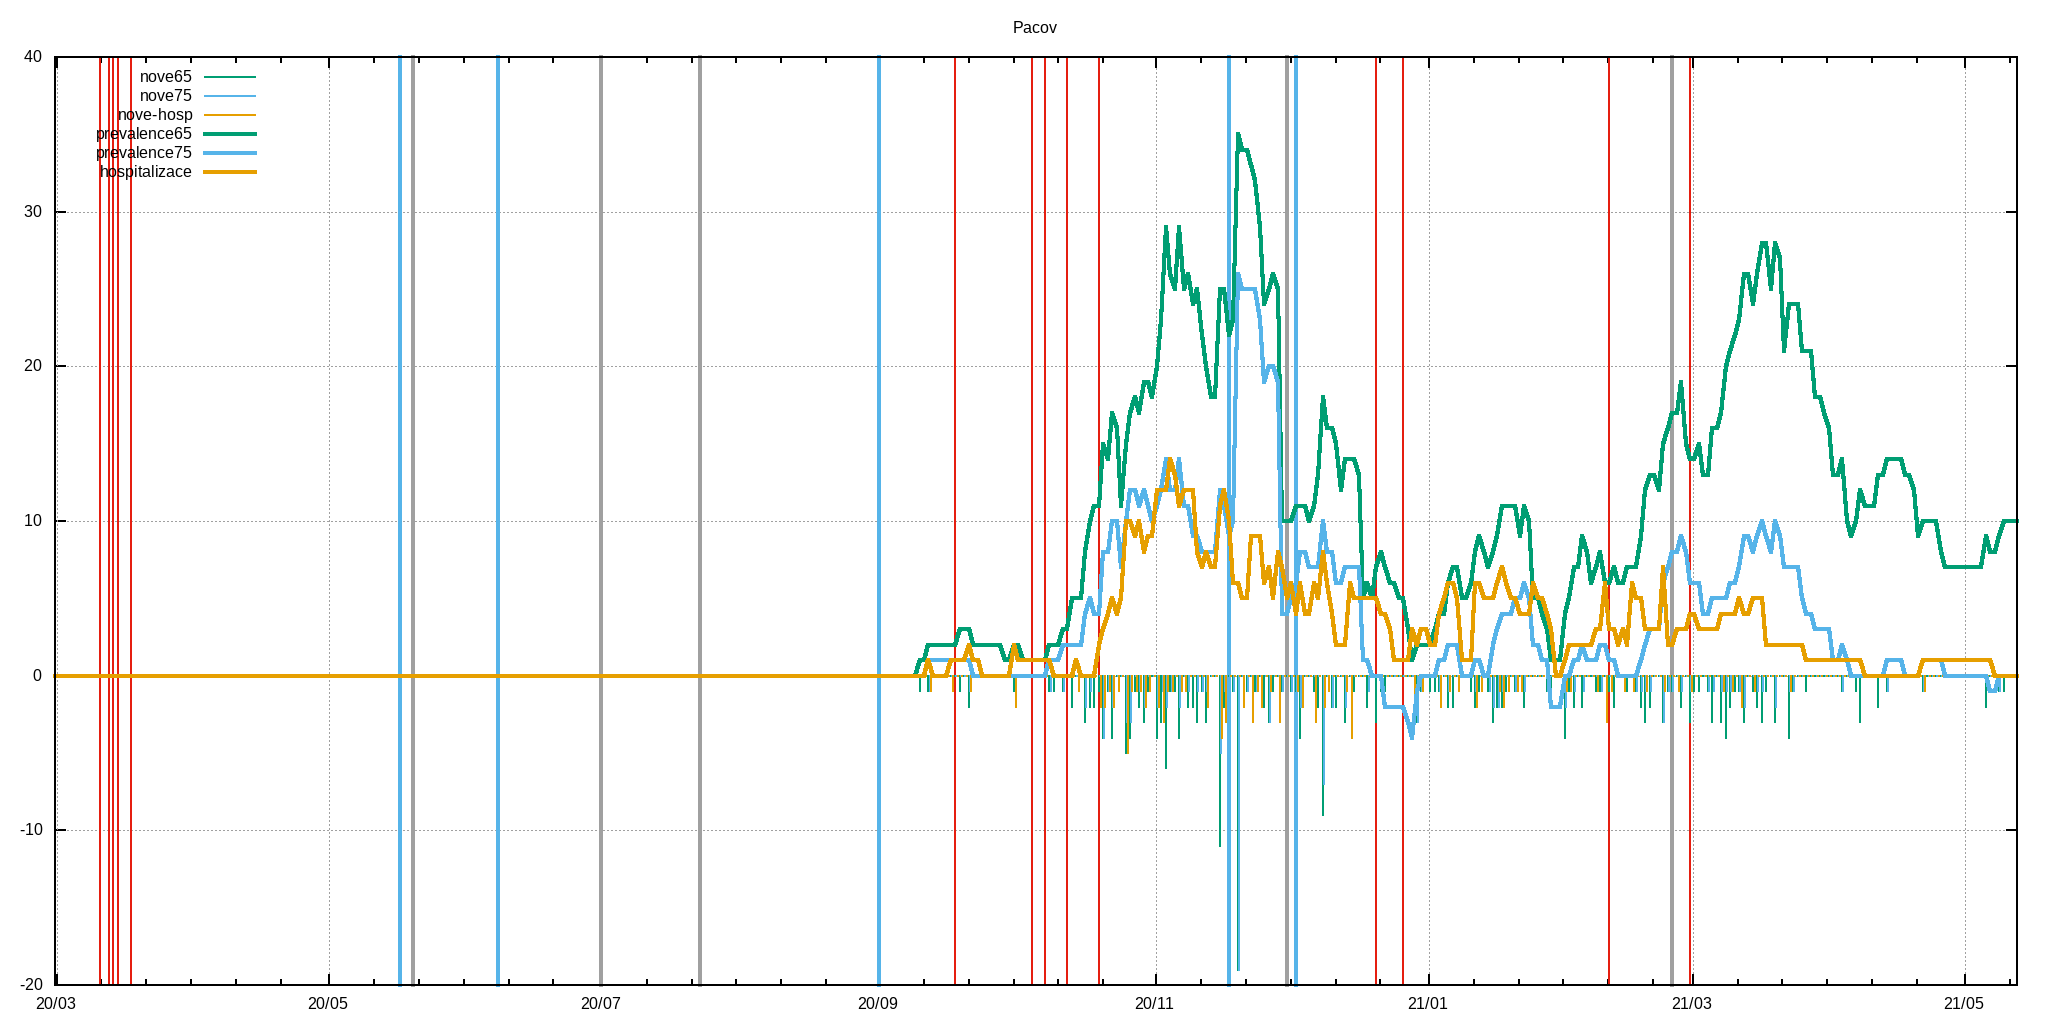 Pacov
40
nove65
nove75
nove-hosp
prevalence65
prevalence75
hospitalizace
30
20
10
0
-10
-20
20/03 20/05 20/07 20/09 20/11 21/01 21/03 21/05